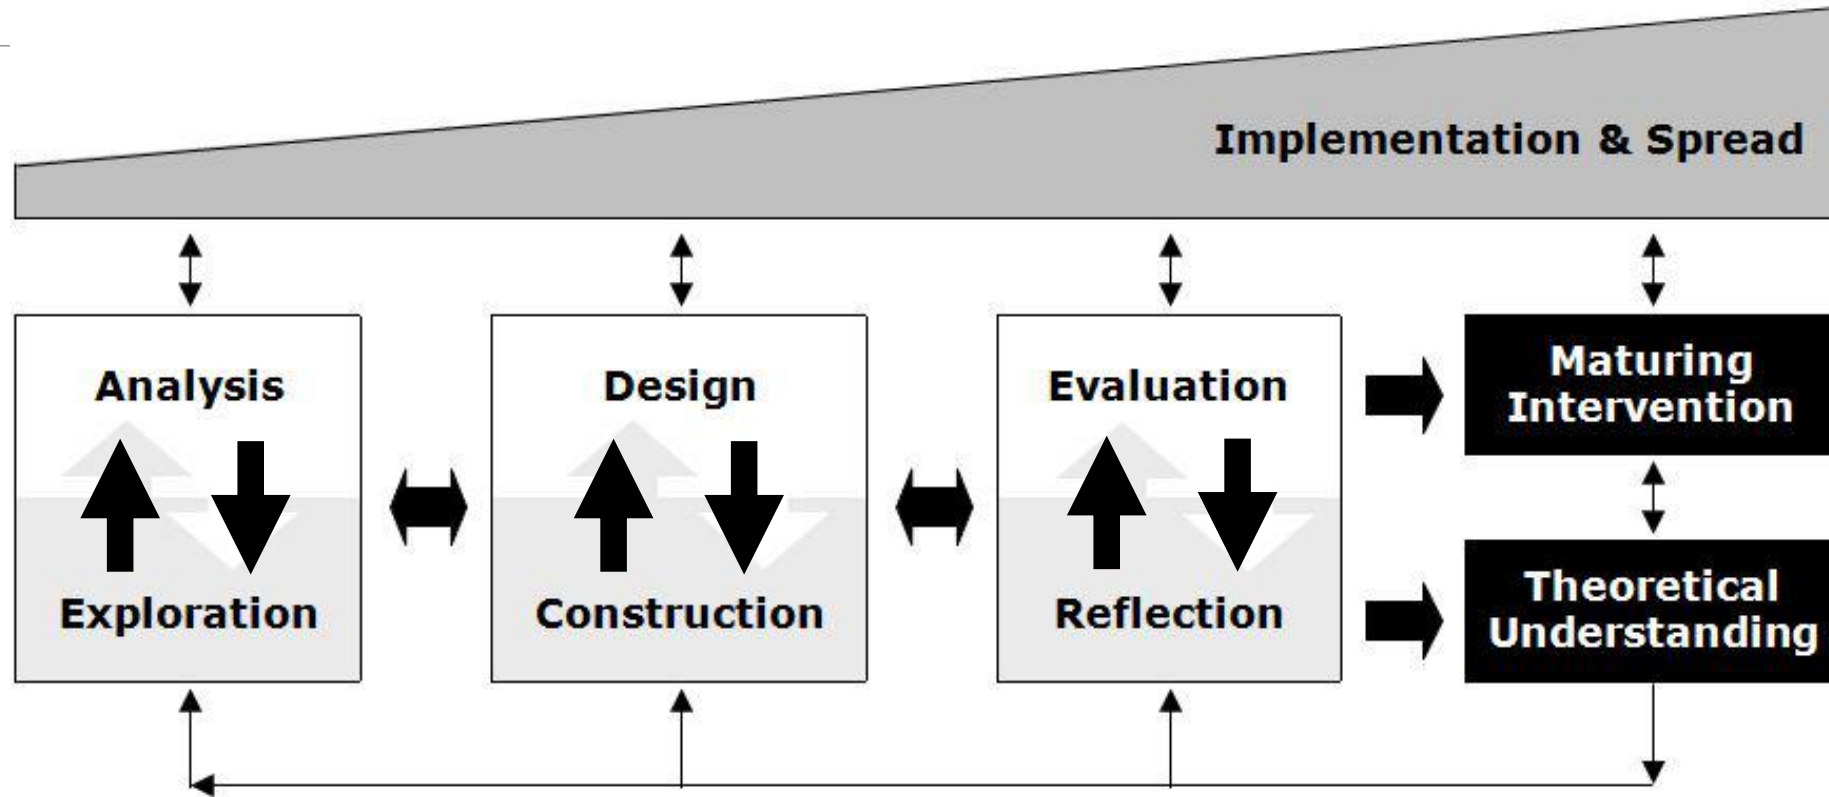 Implementation & Spread
Analysis
Exploration
Design
Construction
Evaluation
Reflection
Maturing
Intervention
Theoretical
Understanding